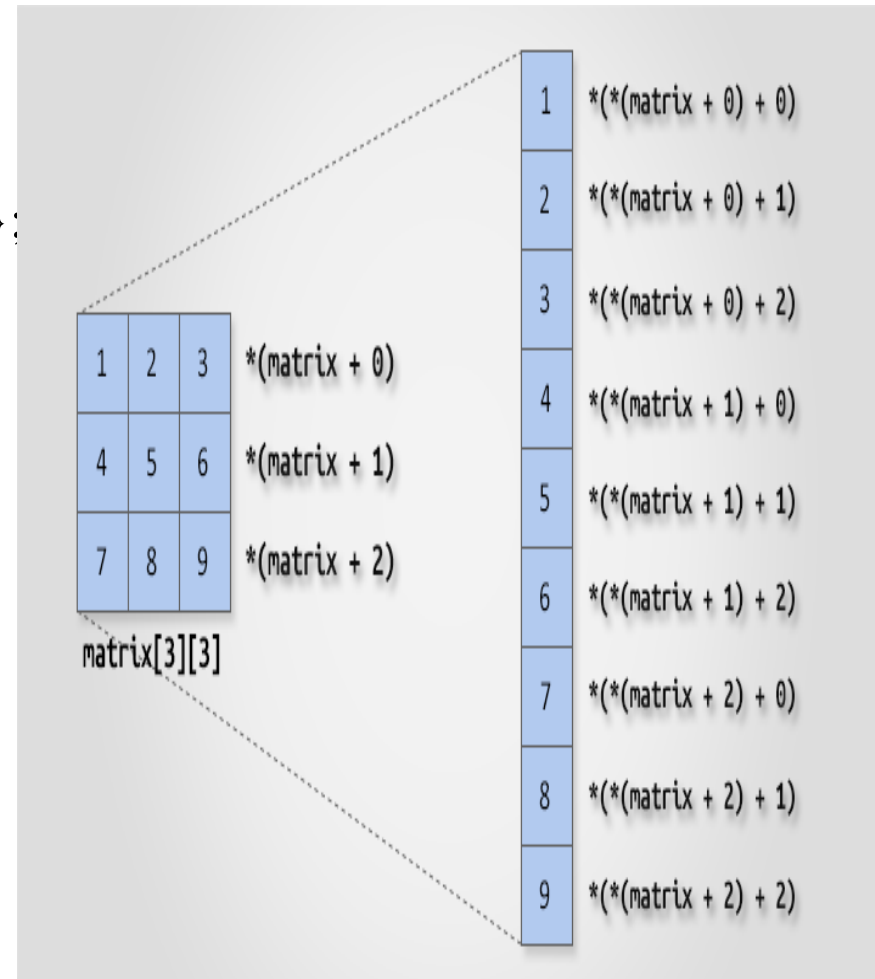 ;
1 2 3 *(matrix + 0)
4 5 6 *(matrix + 1)
7 8 9 *(matrix + 2)
matrix[3][3]
1 *(*(matrix + 0) + 0)
2 *(*(matrix + 0) + 1)
3 *(*(matrix + 0) + 2)
4 *(*(matrix + 1) + 0)
5 *(*(matrix + 1) + 1)
6 *(*(matrix + 1) + 2)
7 *(*(matrix + 2) + 0)
8 *(*(matrix + 2) + 1)
9 *(*(matrix + 2) + 2)